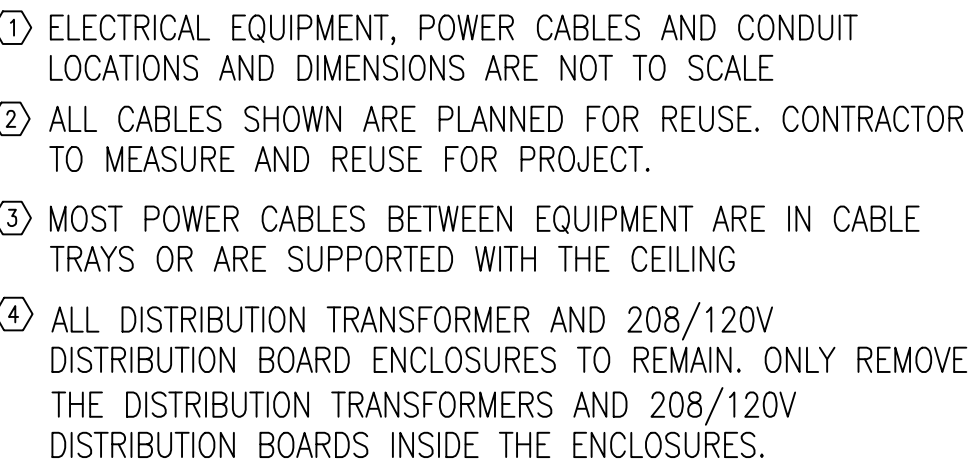 1 ELECTRICAL EQUIPMENT, POWER CABLES AND CONDUIT
LOCATIONS AND DIMENSIONS ARE NOT TO SCALE
2 ALL CABLES SHOWN ARE PLANNED FOR REUSE. CONTRACTOR
TO MEASURE AND REUSE FOR PROJECT.
3 MOST POWER CABLES BETWEEN EQUIPMENT ARE IN CABLE
TRAYS OR ARE SUPPORTED WITH THE CEILING
4 ALL DISTRIBUTION TRANSFORMER AND 208/120V
DISTRIBUTION BOARD ENCLOSURES TO REMAIN. ONLY REMOVE
THE DISTRIBUTION TRANSFORMERS AND 208/120V
DISTRIBUTION BOARDS INSIDE THE ENCLOSURES.